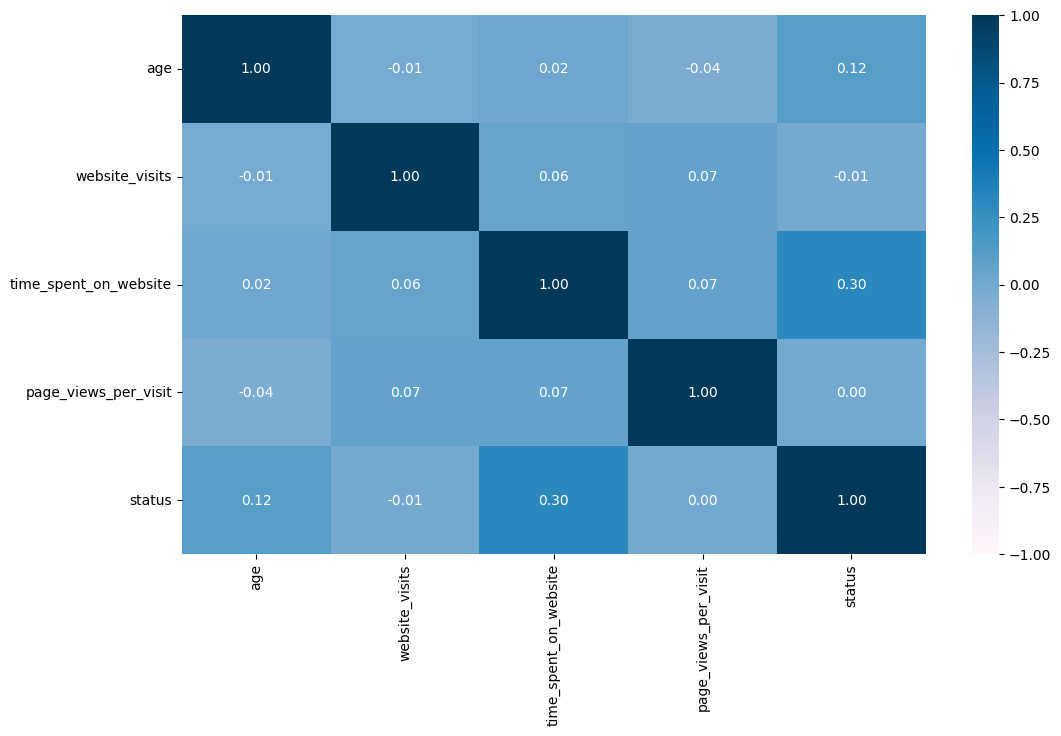 age 1.00 -0.01 0.02 -0.04 0.12
website_visits -0.01 1.00 0.06 0.07 -0.01
time_spent_on_website 0.02 0.06 1.00 0.07 0.30
page_views_per_visit -0.04 0.07 0.07 1.00 0.00
status 0.12 -0.01 0.30 0.00 1.00
age
website_visits
time_spent_on_website
page_views_per_visit
status
1.00
0.75
0.50
0.25
0.00
−0.25
−0.50
−0.75
−1.00